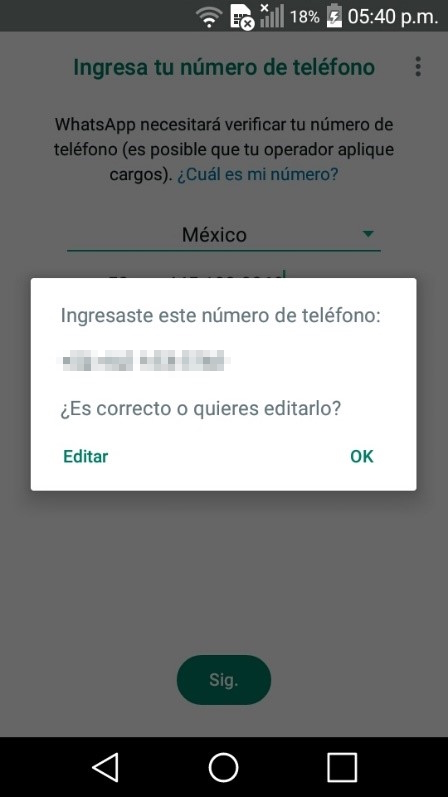 18% 05:40 p.m.
Ingresa tu número de teléfono
WhatsApp necesitará verificar tu número de
teléfono (es posible que tu operador aplique
cargos). ¿Cuál es mi número?
México
Ingresaste este número de teléfono:
¿Es correcto o quieres editarlo?
Editar OK
Sig.